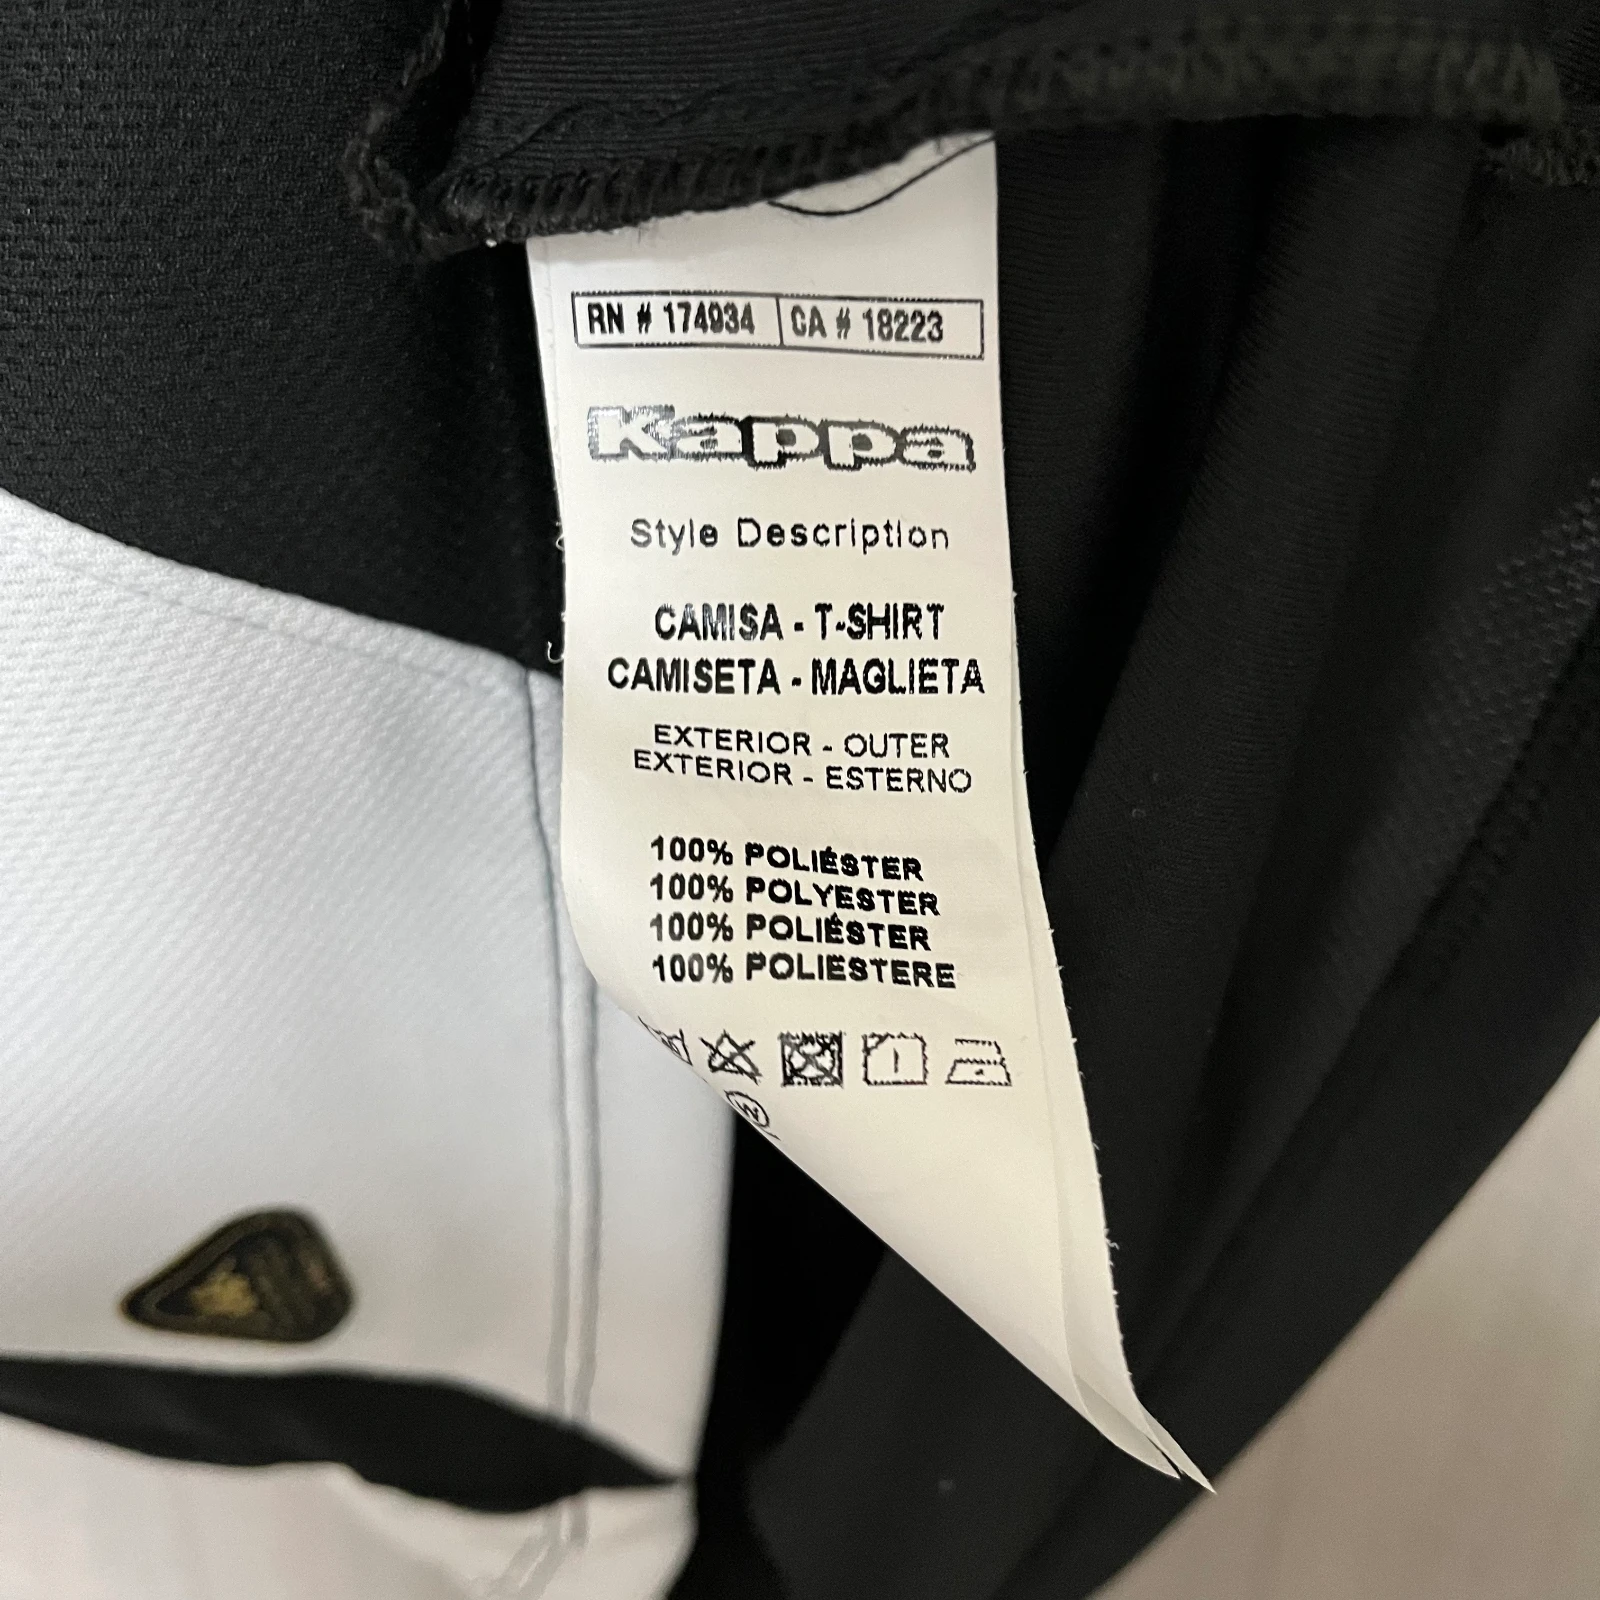 RN # 174934 CA # 18223
Kappa
Style Description
CAMISA - T-SHIRT
CAMISETA - MAGLIETA
EXTERIOR - OUTER
EXTERIOR - ESTERNO
100% POLIÉSTER
100% POLYESTER
100% POLIÉSTER
100% POLIESTERE
W